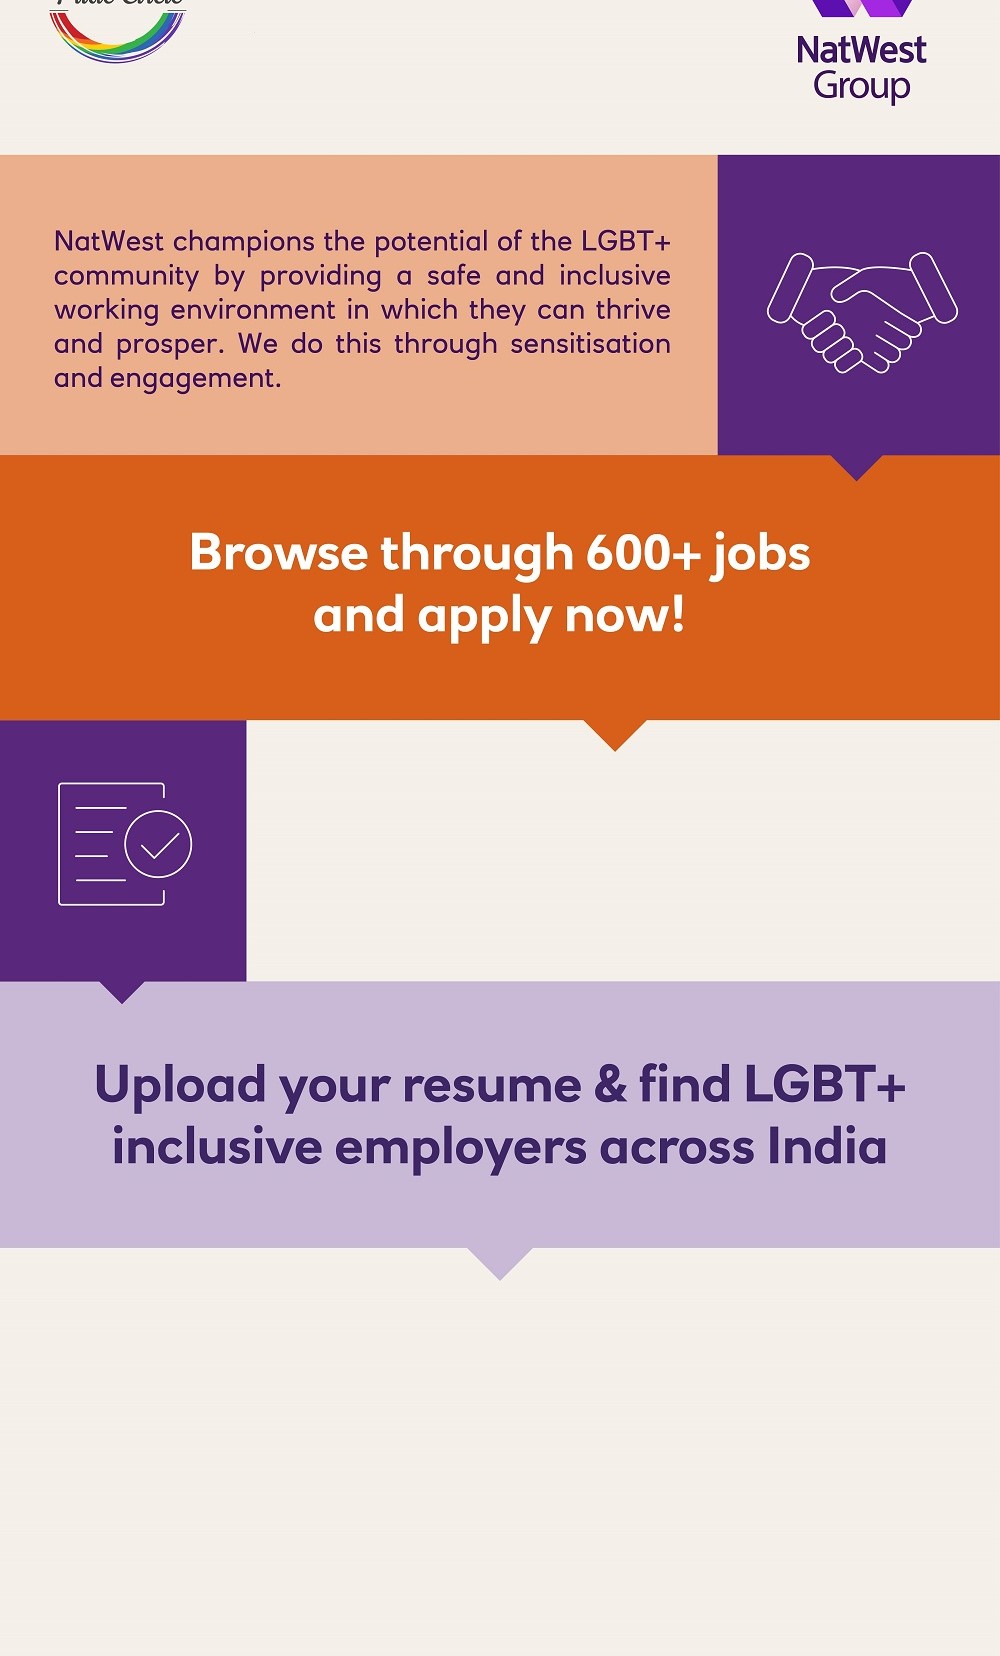 NatWest
Group
NatWest champions the potential of the LGBT+
community by providing a safe and inclusive
working environment in which they can thrive
and prosper. We do this through sensitisation
and engagement.
Browse through 600+ jobs
and apply now!
Upload your resume & find LGBT+
inclusive employers across India